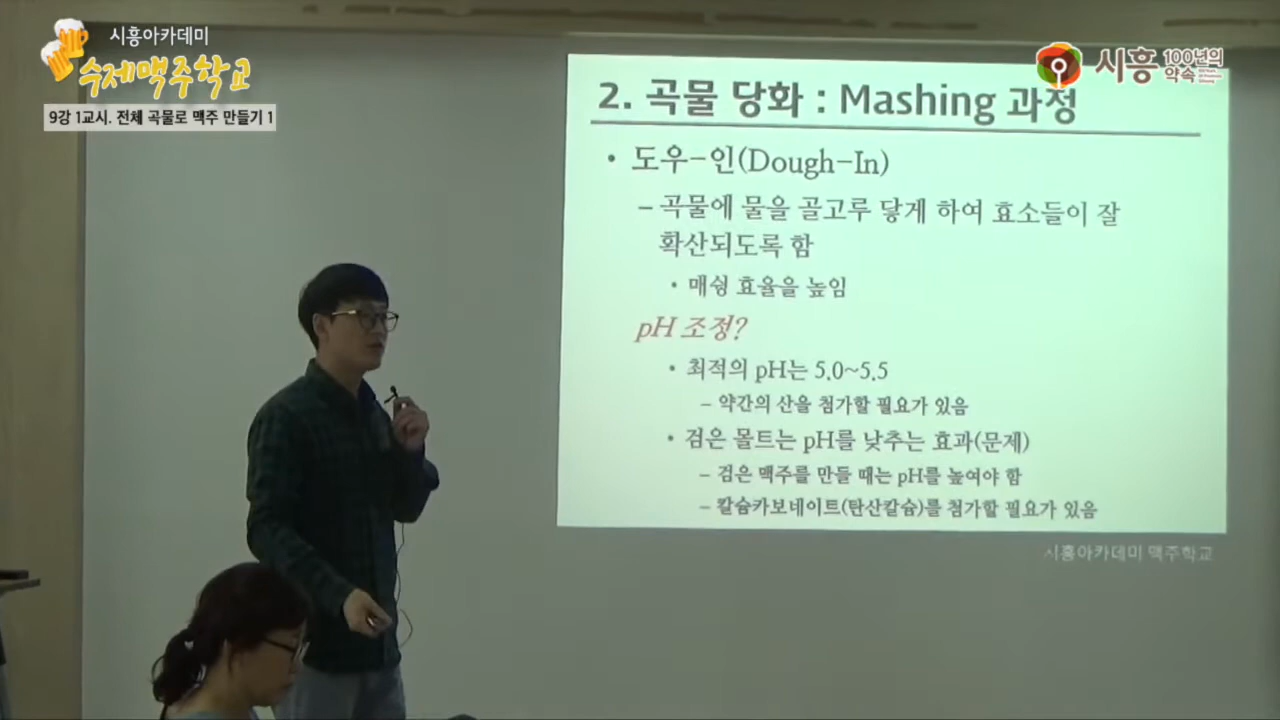 시흥아카데미
수제맥주학교
9강 1교시. 전체 곡물로 맥주 만들기 1
시흥 100년의 약속
2. 곡물 당화 : Mashing 과정
• 도우-인(Dough-In)
– 곡물에 물을 골고루 닿게 하여 효소들이 잘
확산되도록 함
• 매슁 효율을 높임
pH 조정?
• 최적의 pH는 5.0~5.5
– 약간의 산을 첨가할 필요가 있음
• 검은 몰트는 pH를 낮추는 효과(문제)
– 검은 맥주를 만들 때는 pH를 높여야 함
– 칼슘카보네이트(탄산칼슘)를 첨가할 필요가 있음
시흥아카데미 맥주학교